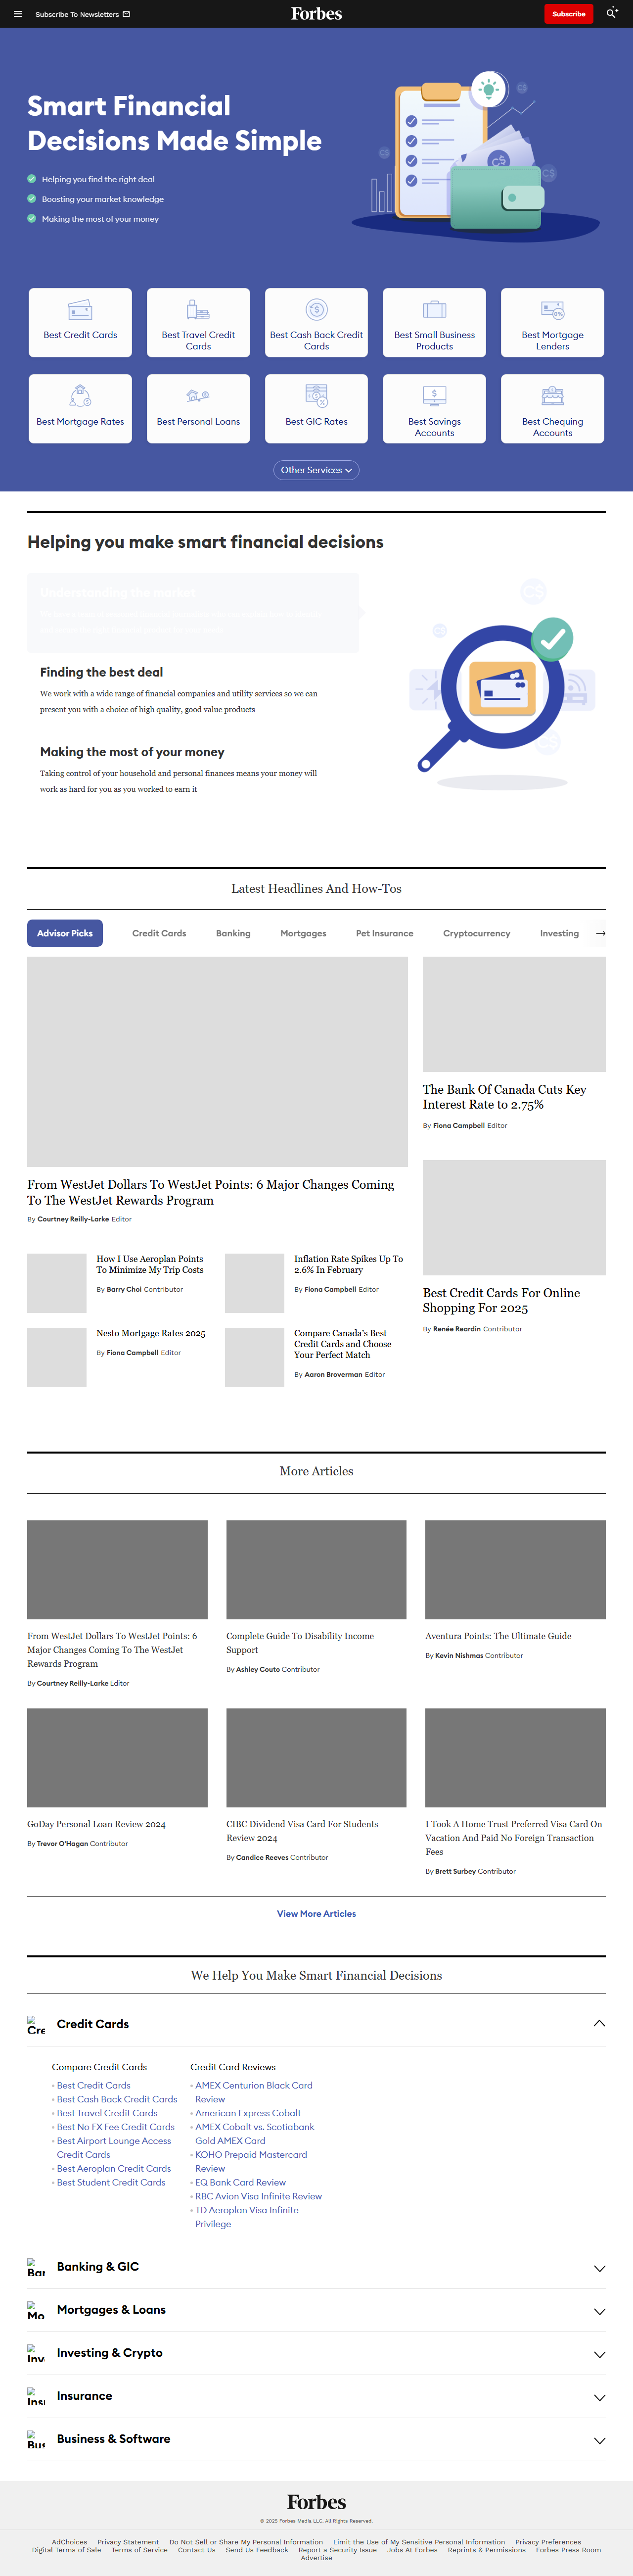 Subscribe To Newsletters
Forbes
Subscribe
Smart Financial
Decisions Made Simple
Helping you find the right deal
Boosting your market knowledge
Making the most of your money
C$
C$
C$
C$
Best Credit Cards
Best Travel Credit
Cards
Best Cash Back Credit
Cards
Best Small Business
Products
Best Mortgage
Lenders
Best Mortgage Rates
Best Personal Loans
Best GIC Rates
Best Savings
Accounts
Best Chequing
Accounts
Other Services
Helping you make smart financial decisions
Understanding the market
Finding the best deal
We work with a wide range of financial companies and utility services so we can
present you with a choice of high quality, good value products
Making the most of your money
Taking control of your household and personal finances means your money will
work as hard for you as you worked to earn it
C$
C$
C$
Latest Headlines And How-Tos
Advisor Picks
Credit Cards
Banking
Mortgages
Pet Insurance
Cryptocurrency
Investing
From WestJet Dollars To WestJet Points: 6 Major Changes Coming
To The WestJet Rewards Program
By Courtney Reilly-Larke Editor
The Bank Of Canada Cuts Key
Interest Rate to 2.75%
By Fiona Campbell Editor
Best Credit Cards For Online
Shopping For 2025
By Renée Reardin Contributor
How I Use Aeroplan Points
To Minimize My Trip Costs
By Barry Choi Contributor
Inflation Rate Spikes Up To
2.6% In February
By Fiona Campbell Editor
Nesto Mortgage Rates 2025
By Fiona Campbell Editor
Compare Canada's Best
Credit Cards and Choose
Your Perfect Match
By Aaron Broverman Editor
More Articles
From WestJet Dollars To WestJet Points: 6
Major Changes Coming To The WestJet
Rewards Program
By Courtney Reilly-Larke Editor
Complete Guide To Disability Income
Support
By Ashley Couto Contributor
Aventura Points: The Ultimate Guide
By Kevin Nishmas Contributor
GoDay Personal Loan Review 2024
By Trevor O'Hagan Contributor
CIBC Dividend Visa Card For Students
Review 2024
By Candice Reeves Contributor
I Took A Home Trust Preferred Visa Card On
Vacation And Paid No Foreign Transaction
Fees
By Brett Surbey Contributor
View More Articles
We Help You Make Smart Financial Decisions
Cre
Credit Cards
Compare Credit Cards
Best Credit Cards
Best Cash Back Credit Cards
Best Travel Credit Cards
Best No FX Fee Credit Cards
Best Airport Lounge Access
Credit Cards
Best Aeroplan Credit Cards
Best Student Credit Cards
Credit Card Reviews
AMEX Centurion Black Card
Review
American Express Cobalt
AMEX Cobalt vs. Scotiabank
Gold AMEX Card
KOHO Prepaid Mastercard
Review
EQ Bank Card Review
RBC Avion Visa Infinite Review
TD Aeroplan Visa Infinite
Privilege
Bar
Banking & GIC
Mo
Mortgages & Loans
Inv
Investing & Crypto
Insu
Insurance
Bus
Business & Software
Forbes
© 2025 Forbes Media LLC. All Rights Reserved.
AdChoices Privacy Statement Do Not Sell or Share My Personal Information Limit the Use of My Sensitive Personal Information Privacy Preferences
Digital Terms of Sale Terms of Service Contact Us Send Us Feedback Report a Security Issue Jobs At Forbes Reprints & Permissions Forbes Press Room
Advertise